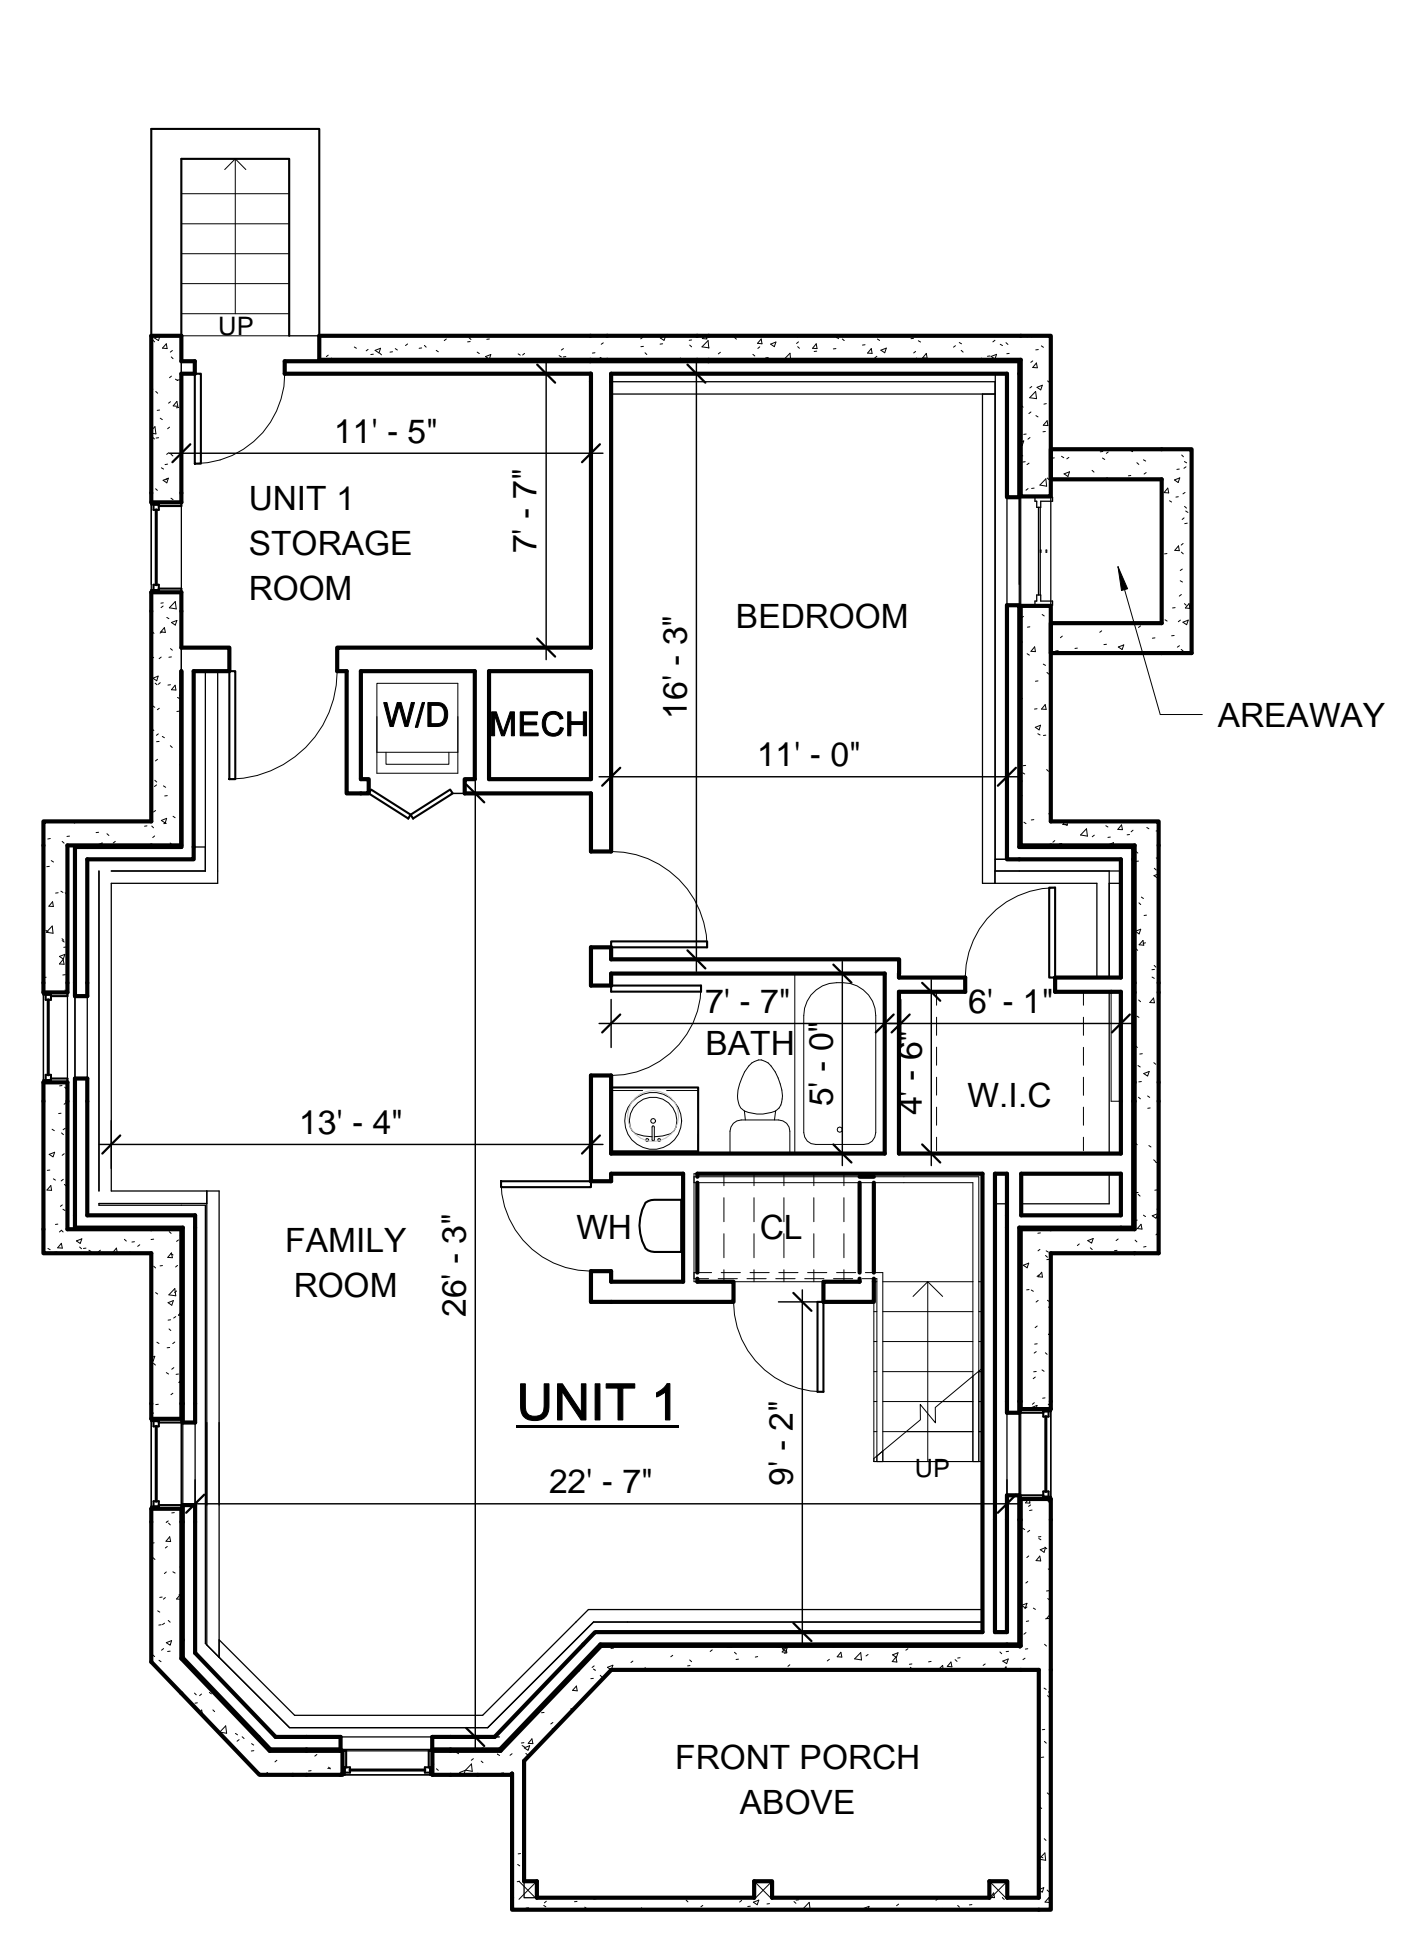 UP
11' - 5"
7' - 7"
UNIT 1
STORAGE
ROOM
BEDROOM
16' - 3"
11' - 0"
AREAWAY
W/D
MECH
7' - 7"
BATH
5' - 0"
6' - 1"
4' - 6"
W.I.C
13' - 4"
FAMILY
ROOM
26' - 3"
WH
CL
UNIT 1
9' - 2"
UP
22' - 7"
FRONT PORCH
ABOVE